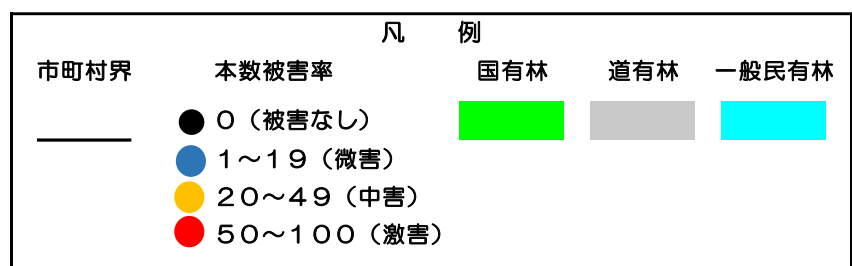 凡　例
市町村界　本数被害率　国有林　道有林　一般民有林
０（被害なし）
１～１９（微害）
２０～４９（中害）
５０～１００（激害）